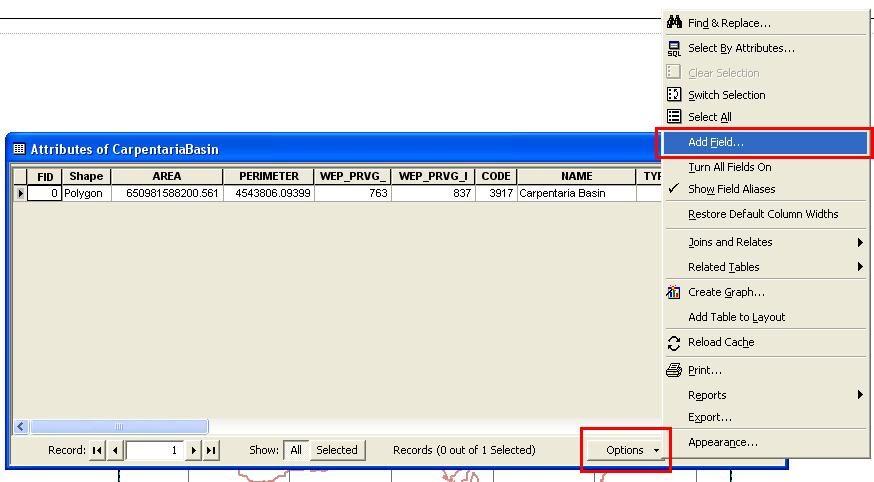 Find & Replace...
SQL Select By Attributes...
Clear Selection
Switch Selection
Select All
Add Field...
Turn All Fields On
Show Field Aliases
Restore Default Column Widths
Joins and Relates
Related Tables
Create Graph...
Add Table to Layout
Reload Cache
Print...
Reports
Export...
Appearance...
Attributes of CarpentariaBasin
FID Shape AREA PERIMETER WEP_PRVG_ WEP_PRVG_I CODE NAME TYP
0 Polygon 650981588200.561 4543806.09399 763 837 3917 Carpentaria Basin
Record: 1 Show: All Selected Records (0 out of 1 Selected) Options